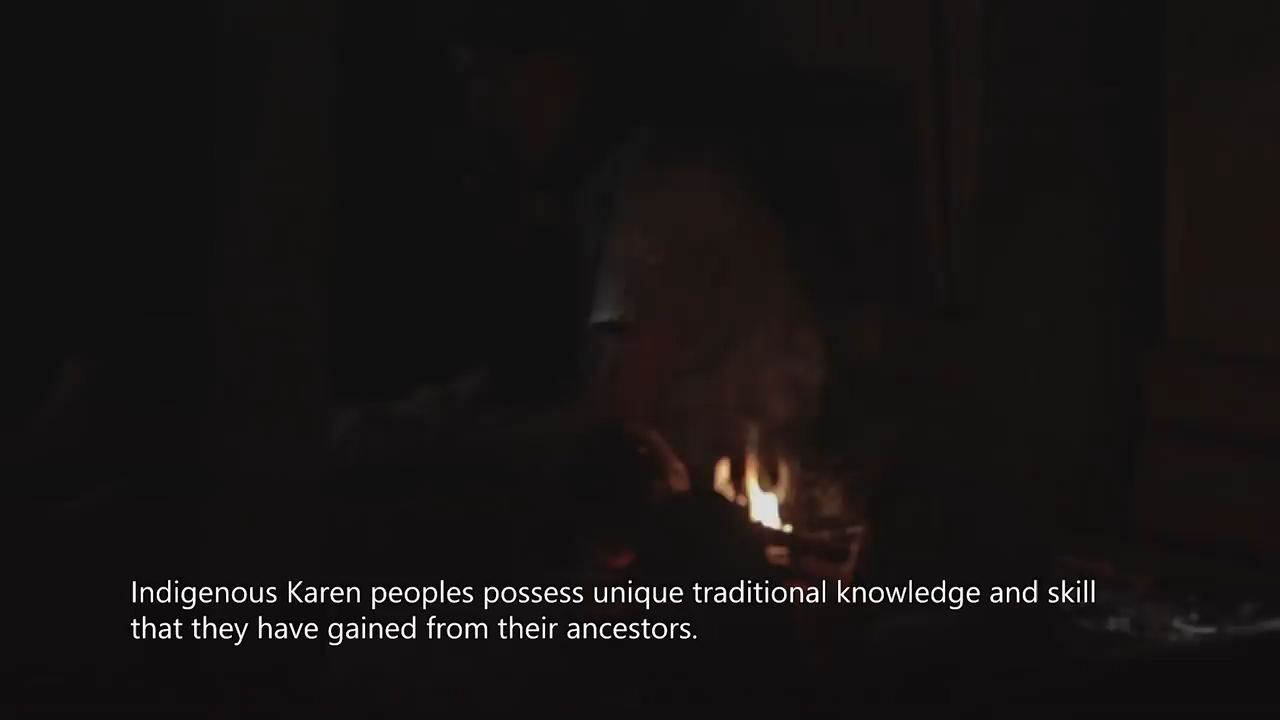 Indigenous Karen peoples possess unique traditional knowledge and skill
that they have gained from their ancestors.